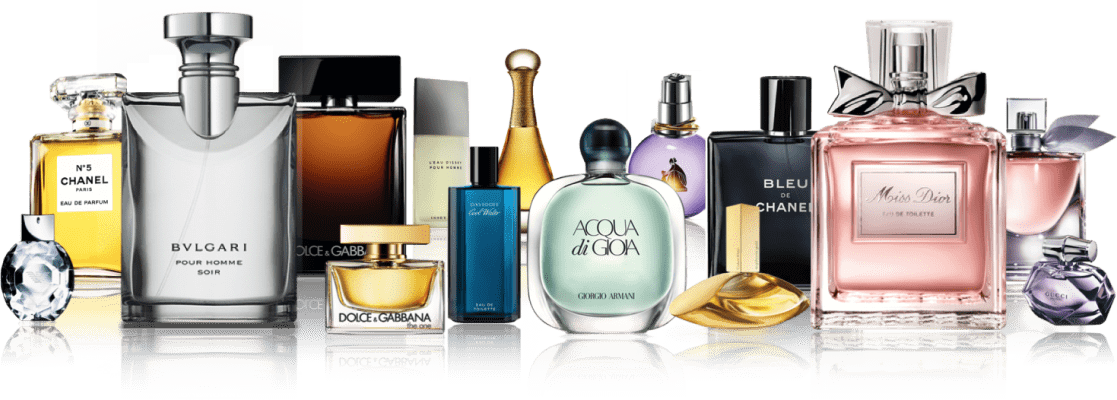 N°5
CHANEL
PARIS
EAU DE PARFUM
BVLGARI
POUR HOMME
SOIR
DOLCE & GABB
DOLCE & GABBANA
the one
L'EAU D'ISSEY
POUR HOMME
DAVIDOFF
Cool Water
EAU DE
TOILETTE
ACQUA
di GIOIA
GIORGIO ARMANI
BLEU
DE
CHANEL
Miss Dior
EAU DE TOILETTE
GUCCI